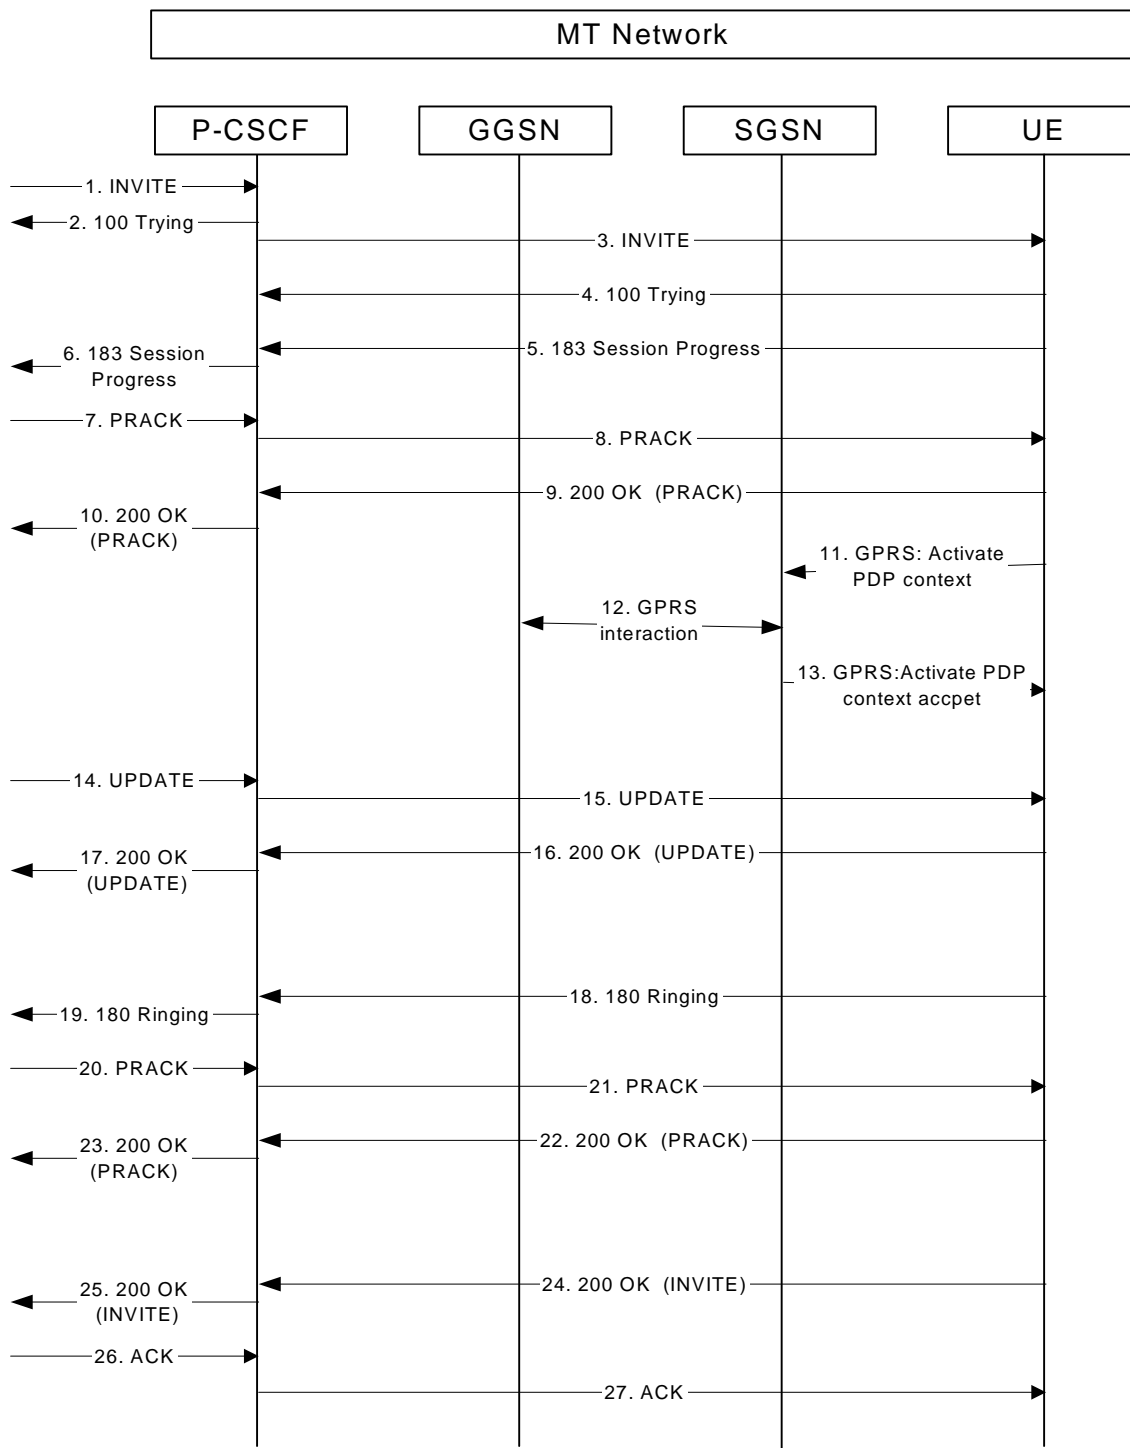 MT Network
P-CSCF
GGSN
SGSN
UE
1. INVITE
2. 100 Trying
3. INVITE
4. 100 Trying
5. 183 Session Progress
6. 183 Session
Progress
7. PRACK
8. PRACK
9. 200 OK (PRACK)
10. 200 OK
(PRACK)
11. GPRS: Activate
PDP context
12. GPRS
interaction
13. GPRS:Activate PDP
context accpet
14. UPDATE
15. UPDATE
16. 200 OK (UPDATE)
17. 200 OK
(UPDATE)
18. 180 Ringing
19. 180 Ringing
20. PRACK
21. PRACK
22. 200 OK (PRACK)
23. 200 OK
(PRACK)
24. 200 OK (INVITE)
25. 200 OK
(INVITE)
26. ACK
27. ACK